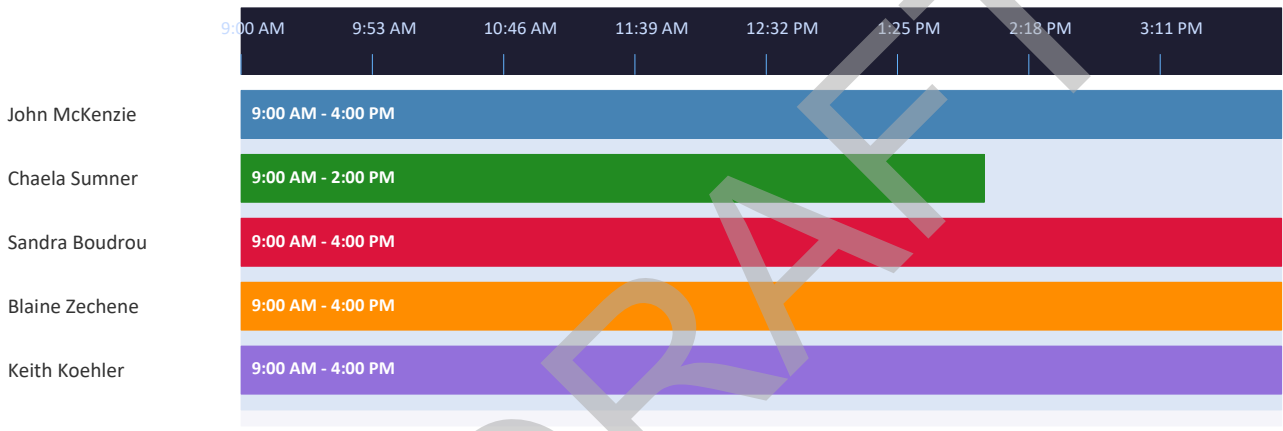 9:00 AM 9:53 AM 10:46 AM 11:39 AM 12:32 PM 1:25 PM 2:18 PM 3:11 PM
John McKenzie 9:00 AM - 4:00 PM
Chaela Sumner 9:00 AM - 2:00 PM
Sandra Boudrou 9:00 AM - 4:00 PM
Blaine Zechene 9:00 AM - 4:00 PM
Keith Koehler 9:00 AM - 4:00 PM
DRAFT